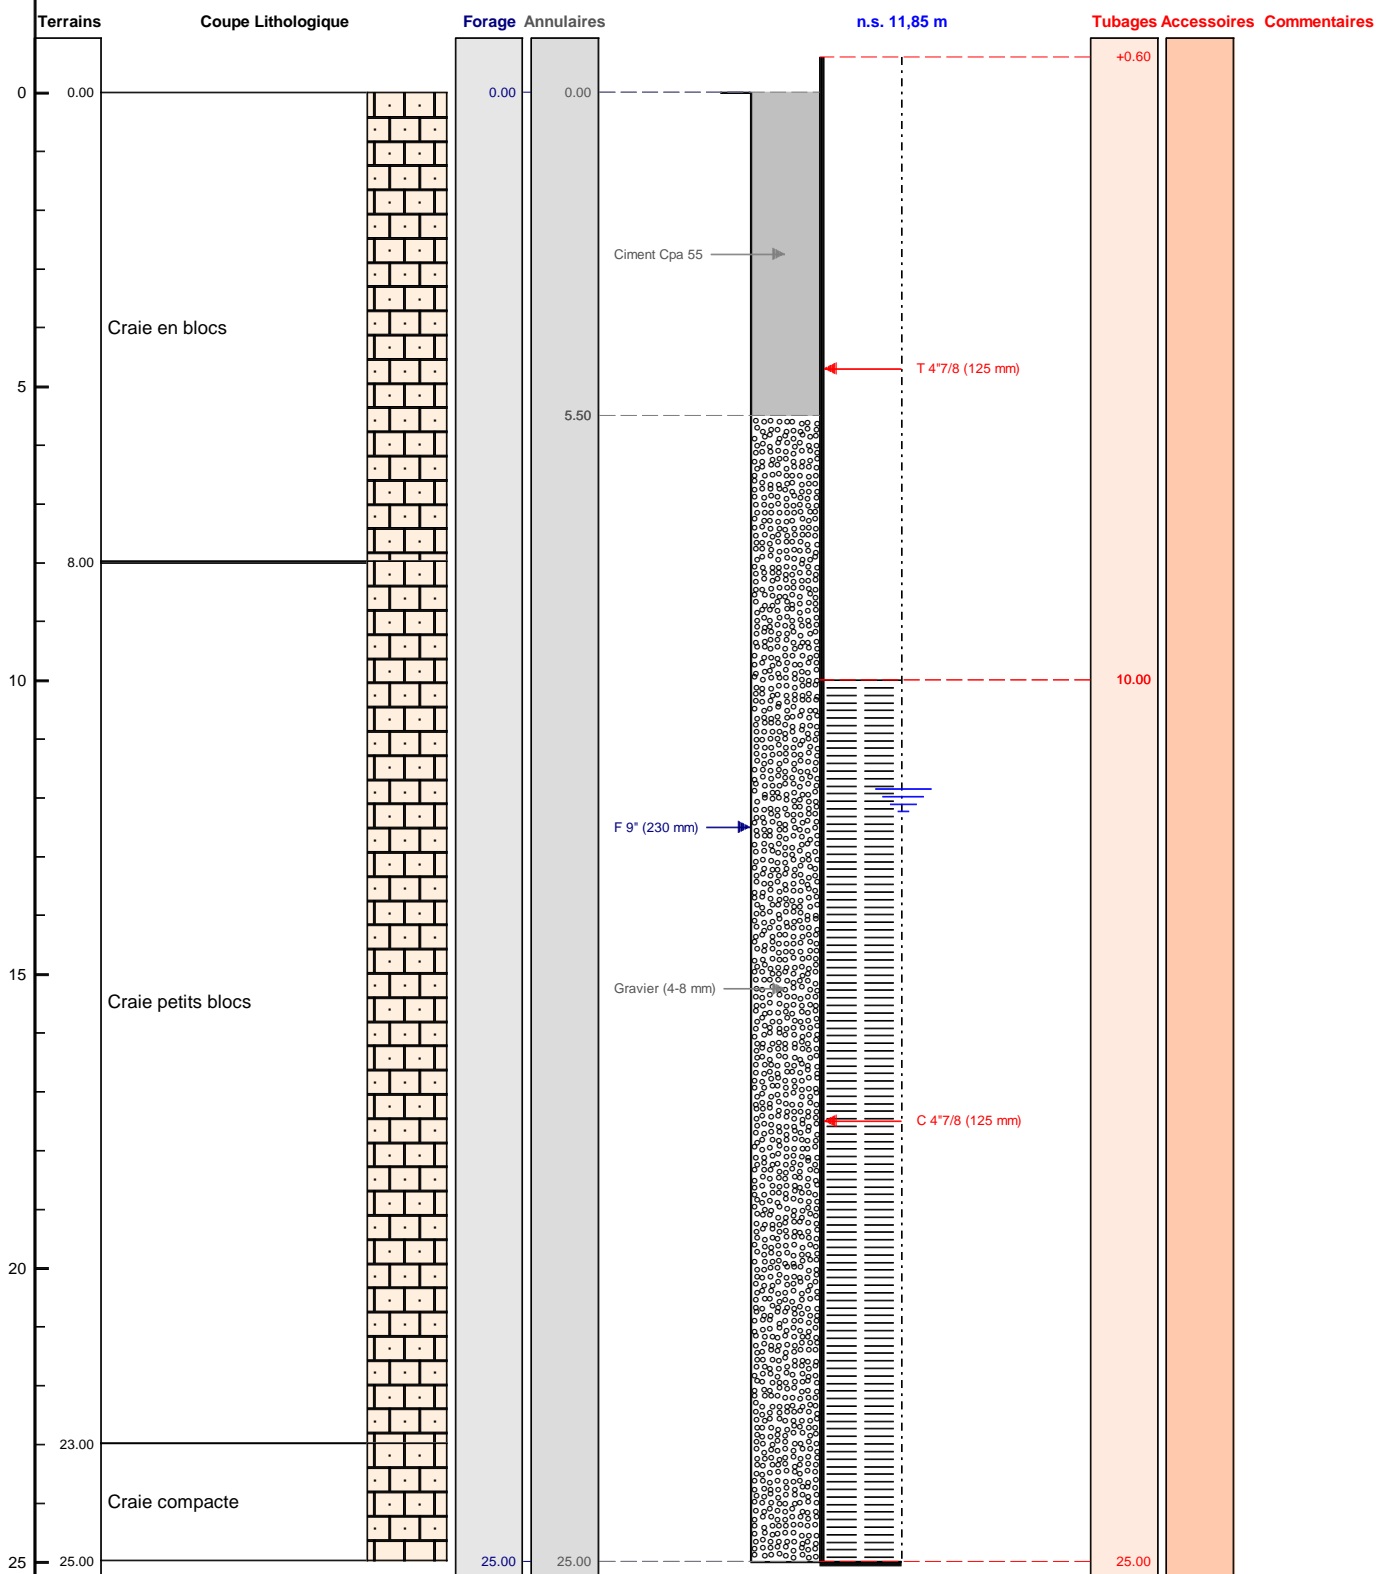 Terrains Coupe Lithologique Forage Annulaires n.s. 11,85 m Tubages Accessoires Commentaires
+0.60
0 0.00 0.00 0.00
Ciment Cpa 55
Craie en blocs
T 4"7/8 (125 mm)
5
5.50
8.00
10 10.00
F 9" (230 mm)
15
Gravier (4-8 mm)
Craie petits blocs
C 4"7/8 (125 mm)
20
23.00
Craie compacte
25 25.00 25.00 25.00 25.00